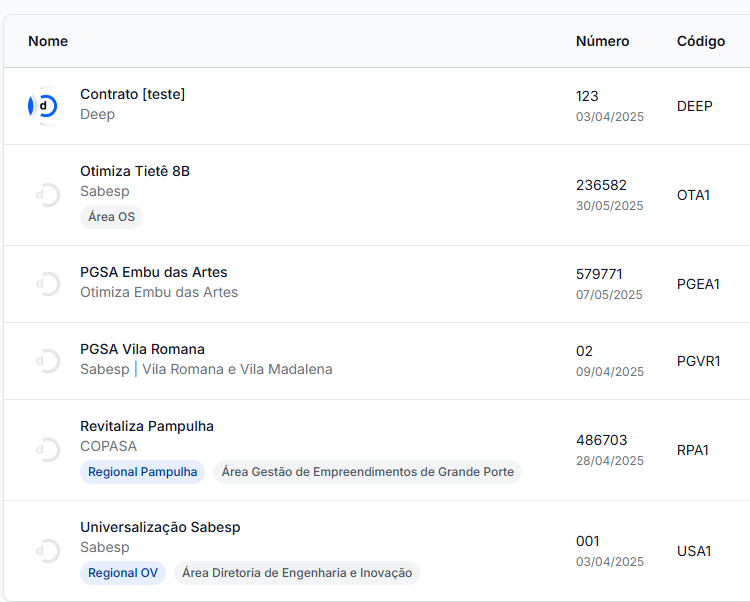 Nome Número Código
d
Contrato [teste]
Deep
123
03/04/2025
DEEP
d
Otimiza Tietê 8B
Sabesp
Área OS
236582
30/05/2025
OTA1
d
PGSA Embu das Artes
Otimiza Embu das Artes
579771
07/05/2025
PGEA1
d
PGSA Vila Romana
Sabesp | Vila Romana e Vila Madalena
02
09/04/2025
PGVR1
d
Revitaliza Pampulha
COPASA
Regional Pampulha Área Gestão de Empreendimentos de Grande Porte
486703
28/04/2025
RPA1
d
Universalização Sabesp
Sabesp
Regional OV Área Diretoria de Engenharia e Inovação
001
03/04/2025
USA1